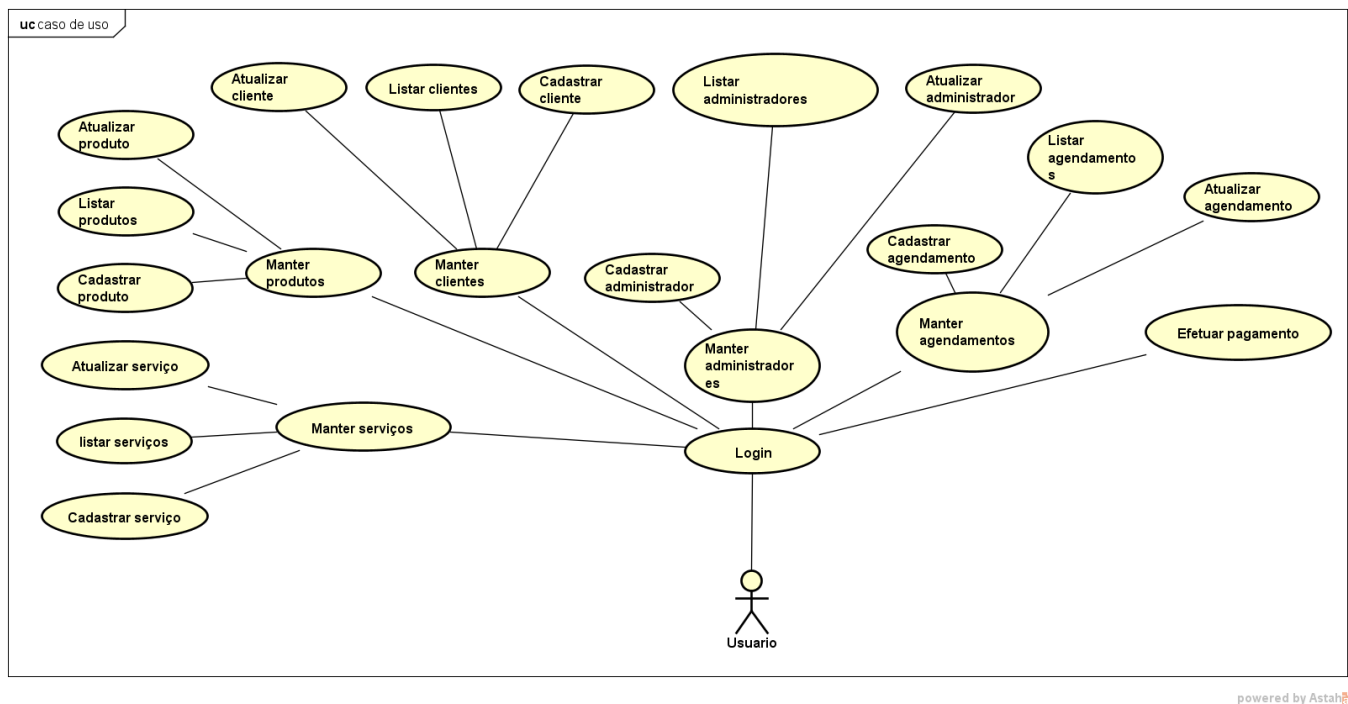 uc caso de uso
Atualizar
cliente
Listar clientes
Cadastrar
cliente
Listar
administradores
Atualizar
administrador
Atualizar
produto
Listar
agendamento
s
Listar
produtos
Atualizar
agendamento
Cadastrar
agendamento
Manter
produtos
Manter
clientes
Cadastrar
administrador
Cadastrar
produto
Manter
agendamentos
Efetuar pagamento
Manter
administrador
es
Atualizar serviço
Manter serviços
listar serviços
Login
Cadastrar serviço
Usuario
powered by Astah